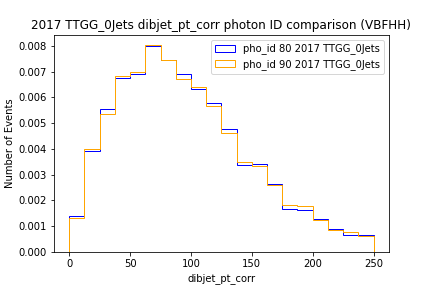 2017 TTGG_0Jets dibjet_pt_corr photon ID comparison (VBFHH)
pho_id 80 2017 TTGG_0Jets
pho_id 90 2017 TTGG_0Jets
Number of Events
0.008
0.007
0.006
0.005
0.004
0.003
0.002
0.001
0.000
0 50 100 150 200 250
dibjet_pt_corr